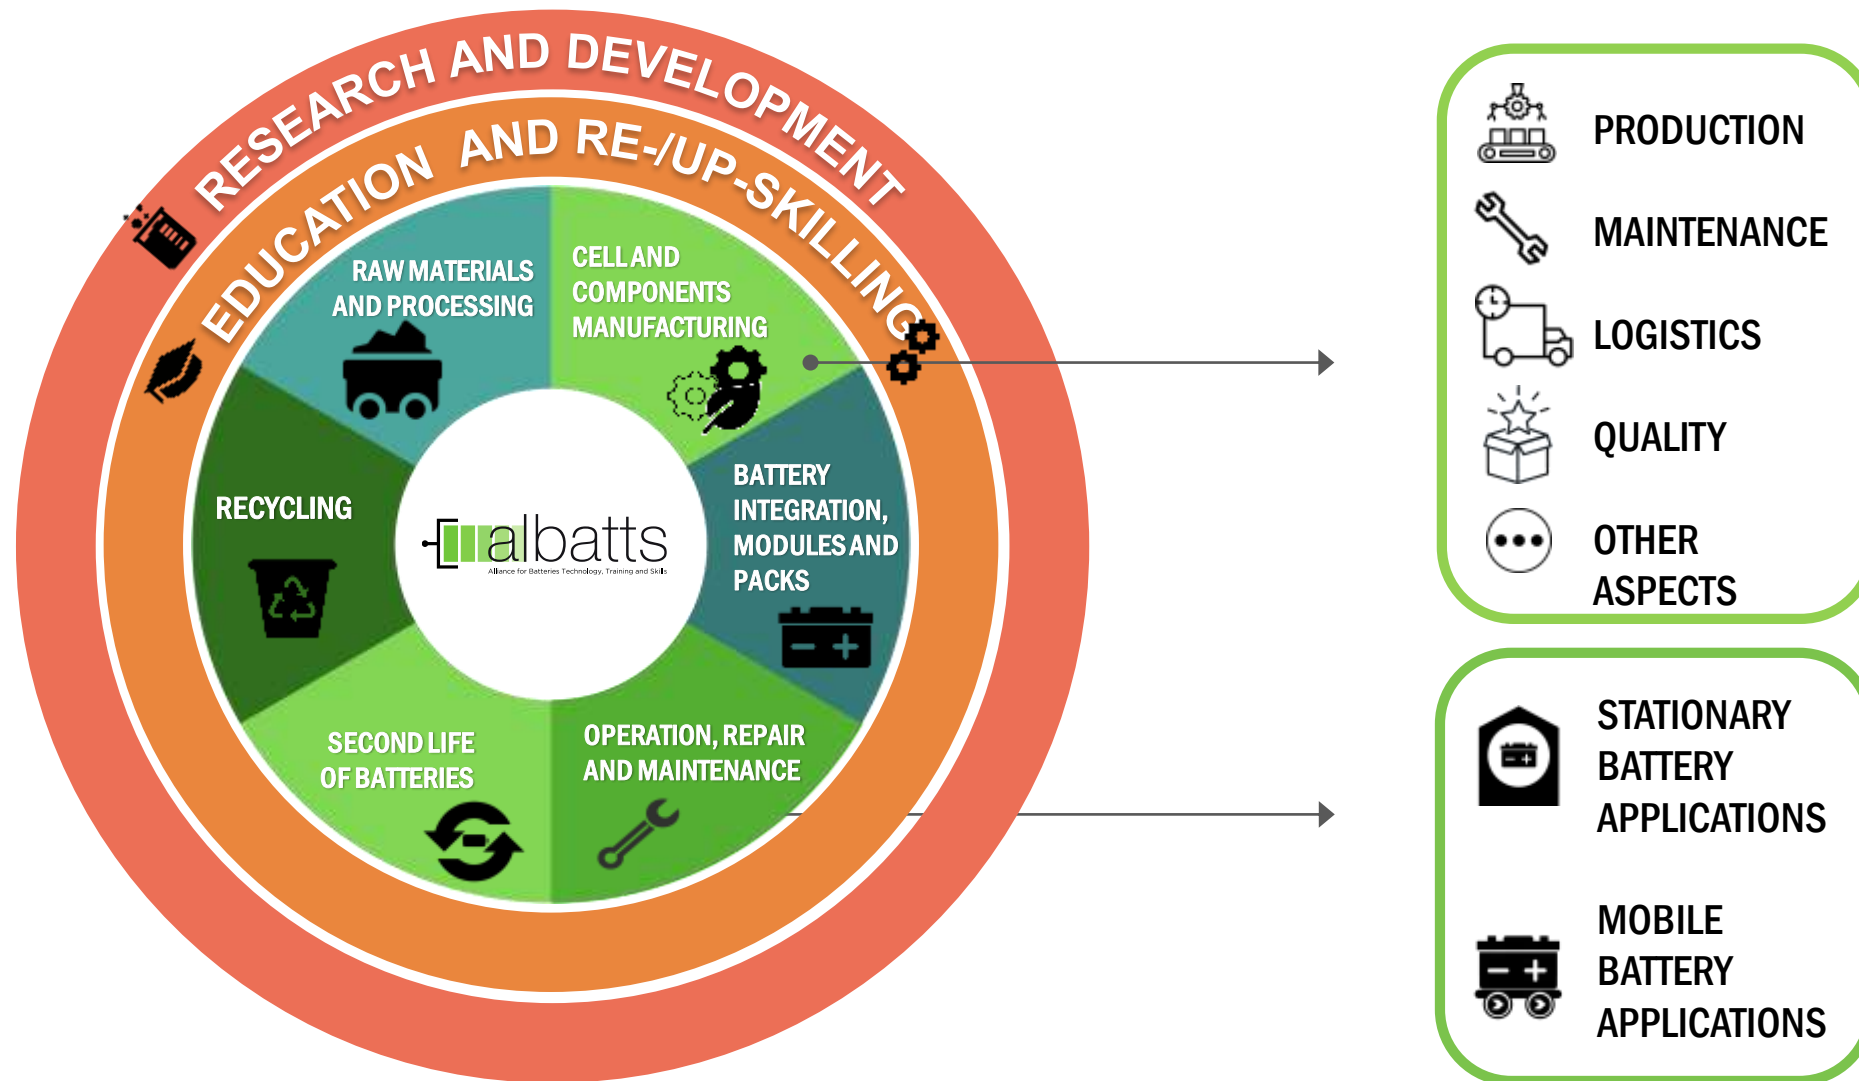 RESEARCH AND DEVELOPMENT
EDUCATION AND RE-/UP-SKILLING
RAW MATERIALS
AND PROCESSING
CELL AND
COMPONENTS
MANUFACTURING
BATTERY
INTEGRATION,
MODULES AND
PACKS
OPERATION, REPAIR
AND MAINTENANCE
SECOND LIFE
OF BATTERIES
RECYCLING
albatts
Alliance for Batteries Technology, Training and Skills
PRODUCTION
MAINTENANCE
LOGISTICS
QUALITY
OTHER
ASPECTS
STATIONARY
BATTERY
APPLICATIONS
MOBILE
BATTERY
APPLICATIONS